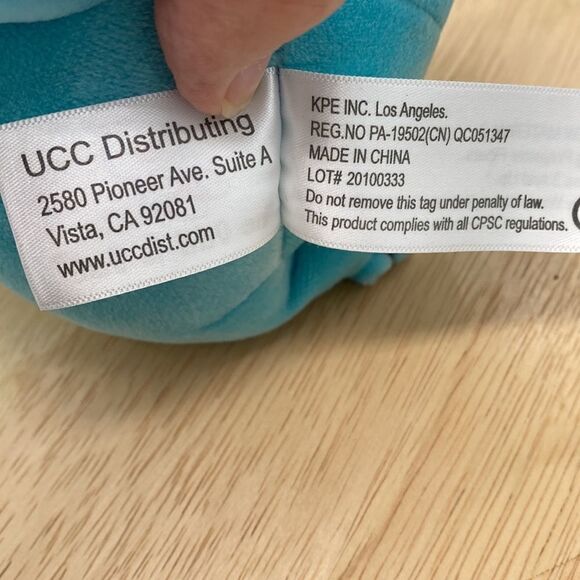 UCC Distributing
2580 Pioneer Ave. Suite A
Vista, CA 92081
www.uccdist.com
KPE INC. Los Angeles.
REG.NO PA-19502(CN) QC051347
MADE IN CHINA
LOT# 20100333
Do not remove this tag under penalty of law.
This product complies with all CPSC regulations.